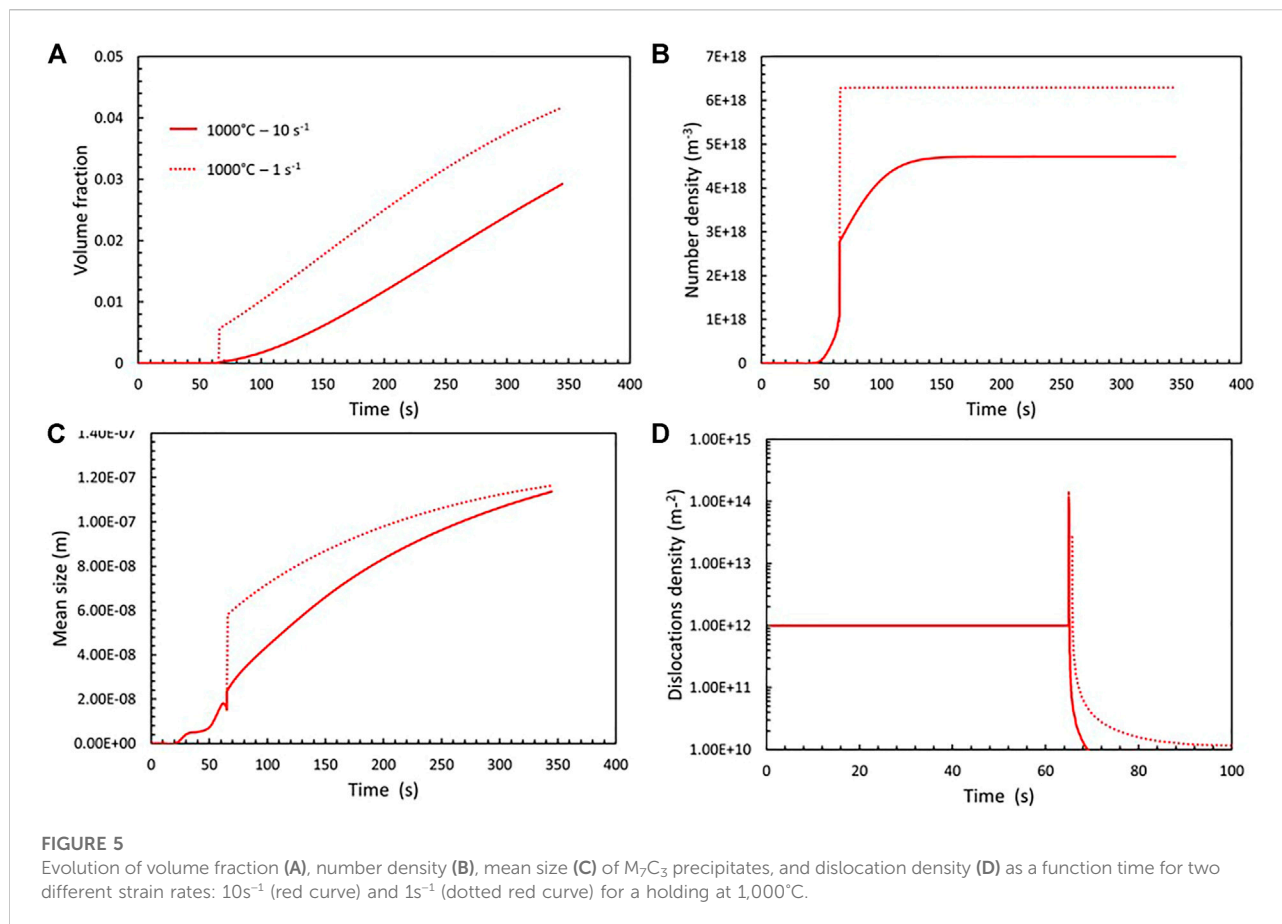 A
0.05
0.04
0.03
0.02
0.01
0
Volume fraction
1000°C – 10 s⁻¹
1000°C – 1 s⁻¹
0 50 100 150 200 250 300 350 400
Time (s)
B
7E+18
6E+18
5E+18
4E+18
3E+18
2E+18
1E+18
0
Number density (m⁻³)
0 50 100 150 200 250 300 350 400
Time (s)
C
1.40E-07
1.20E-07
1.00E-07
8.00E-08
6.00E-08
4.00E-08
2.00E-08
0.00E+00
Mean size (m)
0 50 100 150 200 250 300 350 400
Time (s)
D
1.00E+15
1.00E+14
1.00E+13
1.00E+12
1.00E+11
1.00E+10
Dislocations density (m⁻²)
0 20 40 60 80 100
Time (s)
FIGURE 5
Evolution of volume fraction (A), number density (B), mean size (C) of M₇C₃ precipitates, and dislocation density (D) as a function time for two
different strain rates: 10s⁻¹ (red curve) and 1s⁻¹ (dotted red curve) for a holding at 1,000°C.